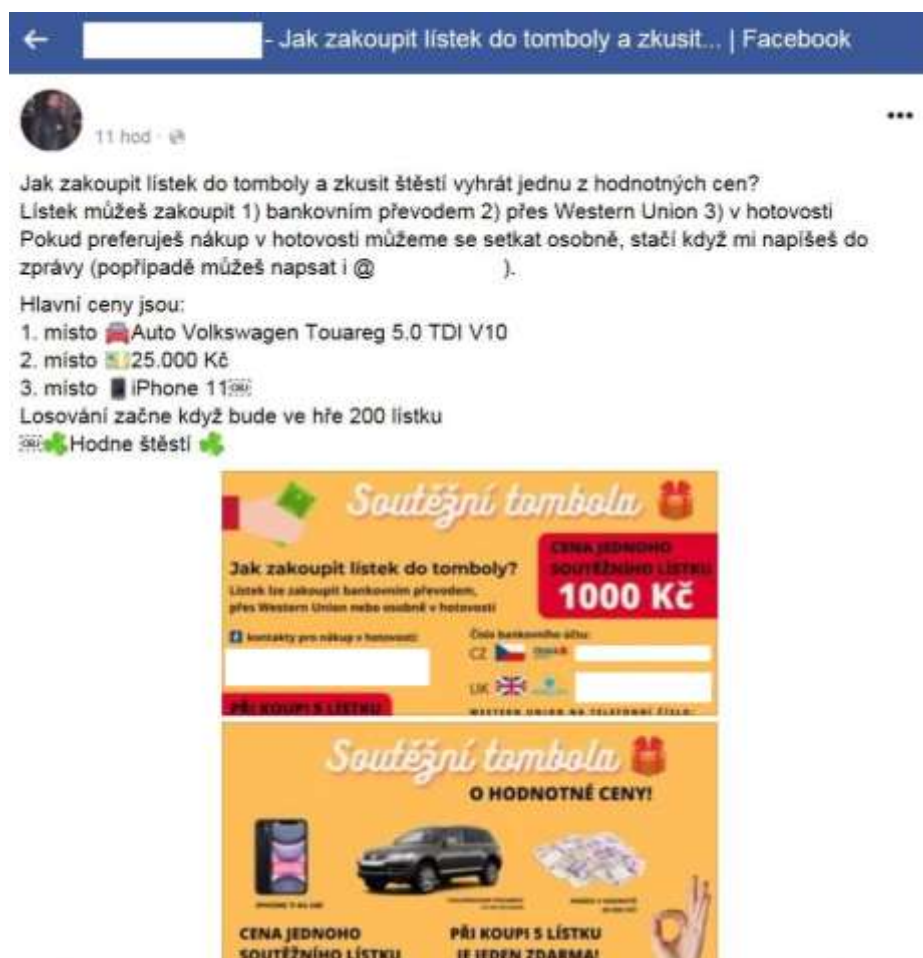 - Jak zakoupit lístek do tomboly a zkusit... | Facebook
11 hod ·
Jak zakoupit lístek do tomboly a zkusit štěstí vyhrát jednu z hodnotných cen?
Lístek můžeš zakoupit 1) bankovním převodem 2) přes Western Union 3) v hotovosti
Pokud preferuješ nákup v hotovosti můžeme se setkat osobně, stačí když mi napíšeš do
zprávy (popřípadě můžeš napsat i @ ).
Hlavní ceny jsou:
1. místo 🚗Auto Volkswagen Touareg 5.0 TDI V10
2. místo 💵25.000 Kč
3. místo 📱iPhone 11
Losování začne když bude ve hře 200 lístku
☘️Hodne štěstí ☘️
Soutěžní tombola
Jak zakoupit lístek do tomboly?
Lístek lze zakoupit bankovním převodem,
přes Western Union nebo osobně v hotovosti
CENA JEDNOHO
SOUTĚŽNÍHO LÍSTKU
1000 Kč
kontakty pro nákup v hotovosti:
Číslo bankovního účtu:
CZ
UK
PŘI KOUPI 5 LÍSTKU
WESTERN UNION NA TELEFONNÍ ČÍSLO:
Soutěžní tombola
O HODNOTNÉ CENY!
CENA JEDNOHO
SOUTĚŽNÍHO LÍSTKU
PŘI KOUPI 5 LÍSTKU
JE JEDEN ZDARMA!